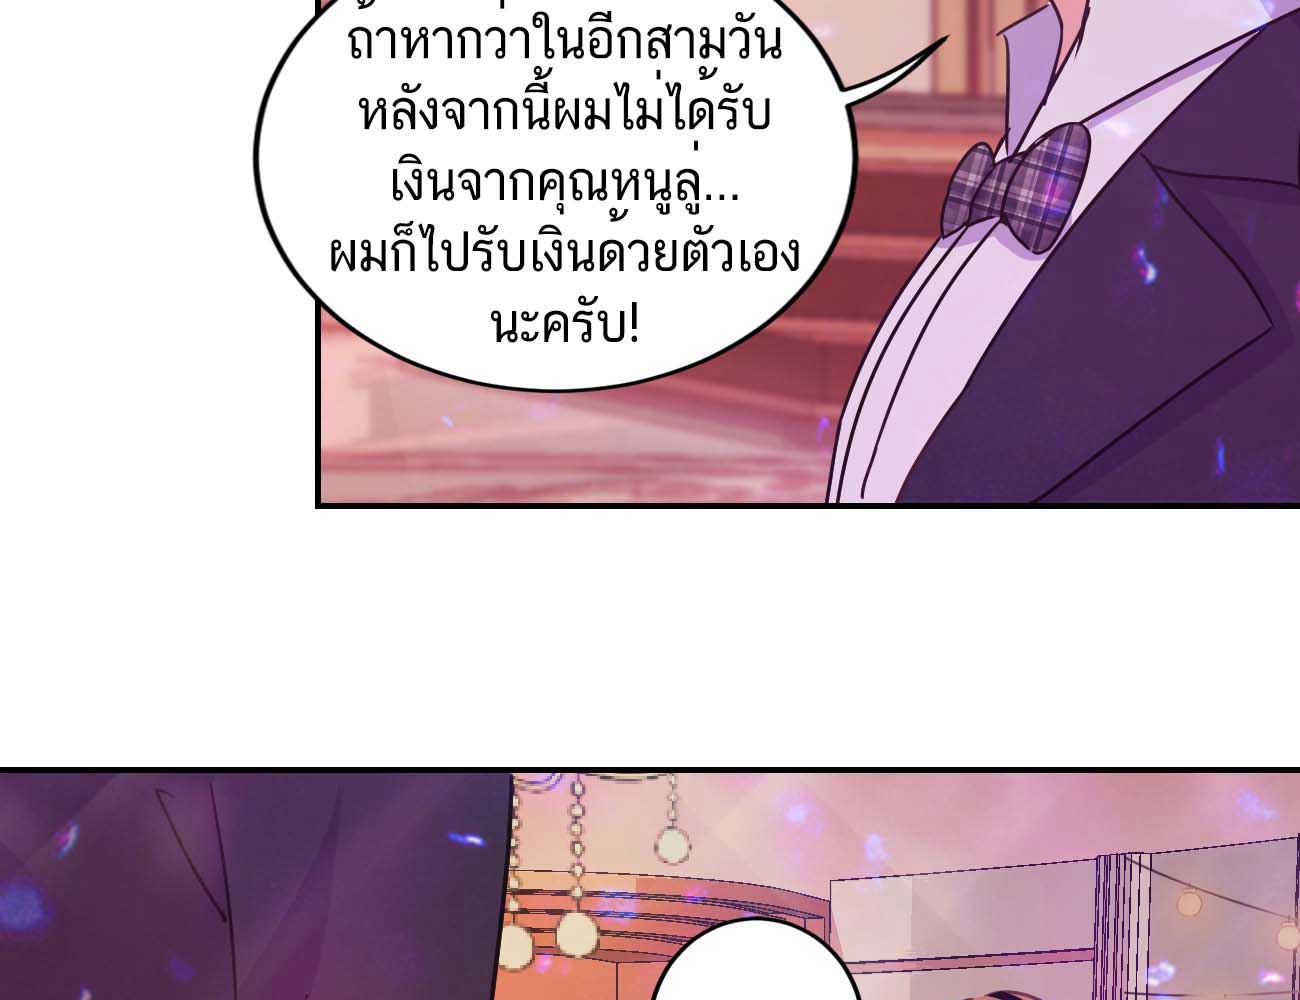 ถ้าหากว่าในอีกสามวัน
หลังจากนี้ผมไม่ได้รับ
เงินจากคุณหนูลู่...
ผมก็ไปรับเงินด้วยตัวเอง
นะครับ!